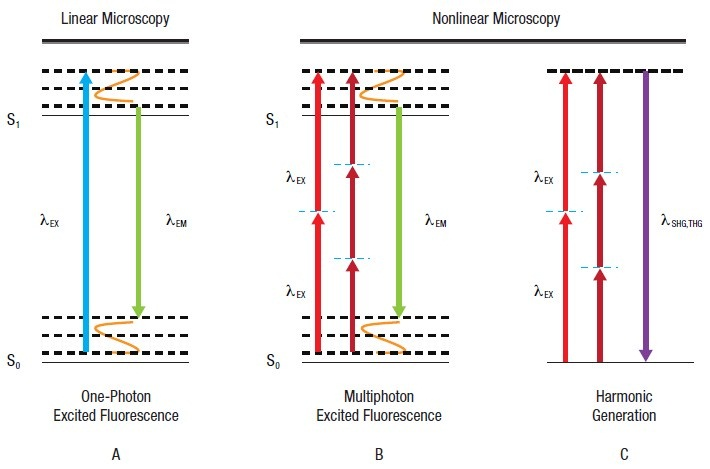 Linear Microscopy
Nonlinear Microscopy
S1
S1
λEX
λEX
λEM
λEX
λEM
λEX
λSHG,THG
λEX
S0
S0
One-Photon
Excited Fluorescence
Multiphoton
Excited Fluorescence
Harmonic
Generation
A
B
C